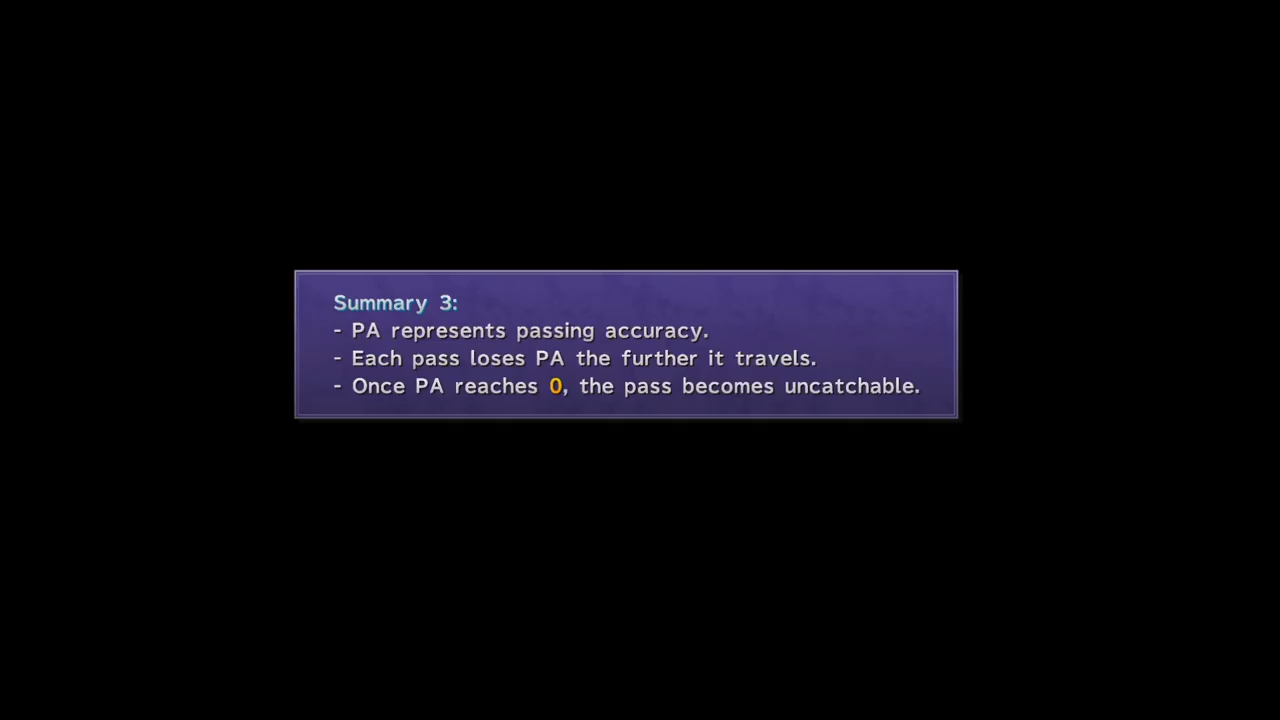 Summary 3:
- PA represents passing accuracy.
- Each pass loses PA the further it travels.
- Once PA reaches 0, the pass becomes uncatchable.